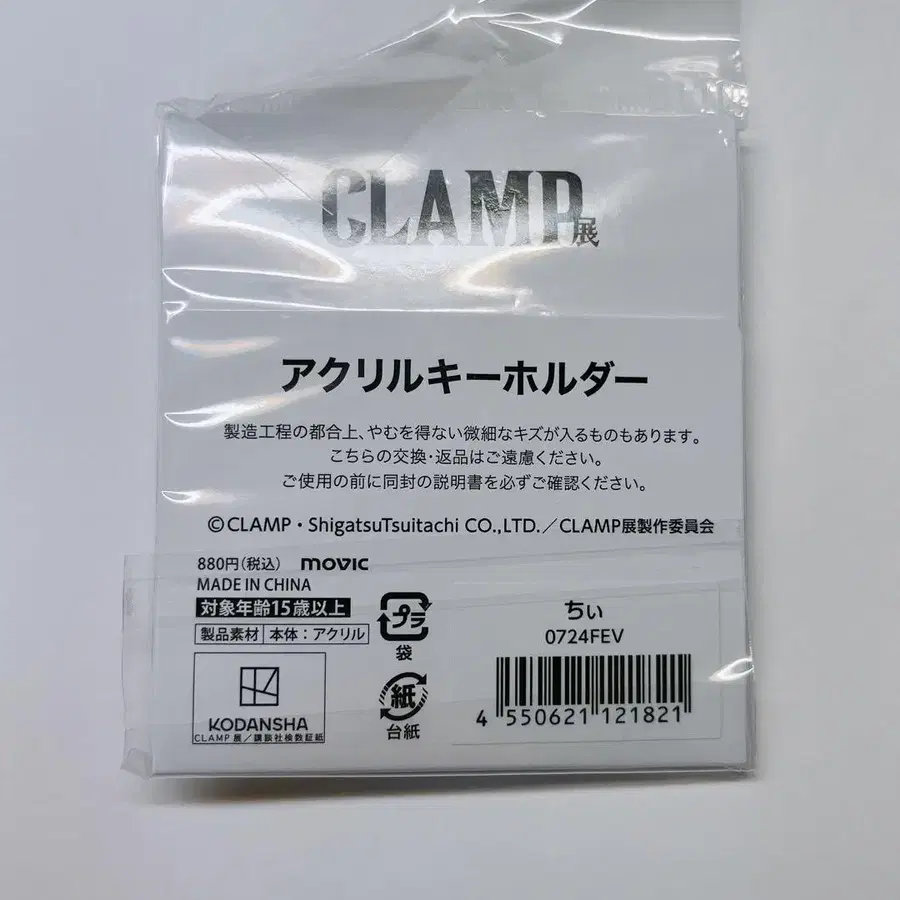 CLAMP展
アクリルキーホルダー
製造工程の都合上、やむを得ない微細なキズが入るものもあります。
こちらの交換・返品はご遠慮ください。
ご使用の前に同封の説明書を必ずご確認ください。
©CLAMP・ShigatsuTsuitachi CO.,LTD.／CLAMP展製作委員会
880円(税込) movic
MADE IN CHINA
対象年齢15歳以上
製品素材 本体：アクリル
KODANSHA
CLAMP展／講談社検数証紙
プラ
袋
紙
台紙
ちぃ
0724FEV
4 550621 121821